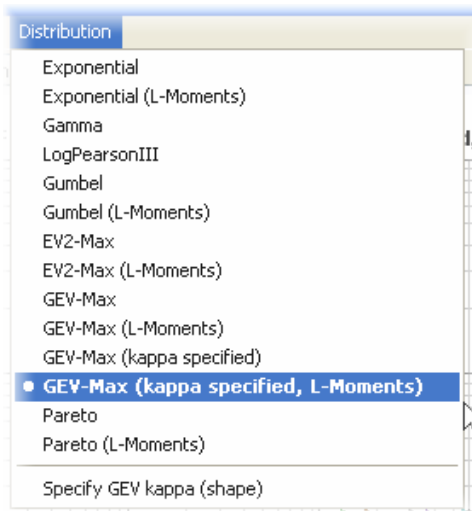 Distribution
Exponential
Exponential (L-Moments)
Gamma
LogPearsonIII
Gumbel
Gumbel (L-Moments)
EV2-Max
EV2-Max (L-Moments)
GEV-Max
GEV-Max (L-Moments)
GEV-Max (kappa specified)
GEV-Max (kappa specified, L-Moments)
Pareto
Pareto (L-Moments)
Specify GEV kappa (shape)